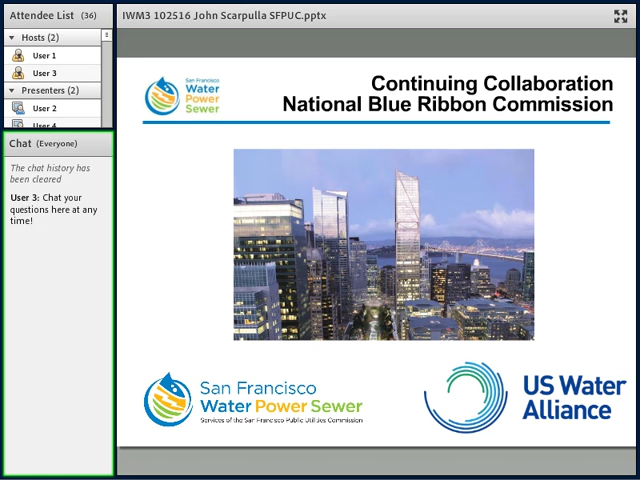 Attendee List (36)
Hosts (2)
User 1
User 3
Presenters (2)
User 2
User 4
Chat (Everyone)
The chat history has
been cleared
User 3: Chat your
questions here at any
time!
IWM3 102516 John Scarpulla SFPUC.pptx
San Francisco
Water
Power
Sewer
Continuing Collaboration
National Blue Ribbon Commission
San Francisco
Water Power Sewer
Services of the San Francisco Public Utilities Commission
US Water
Alliance